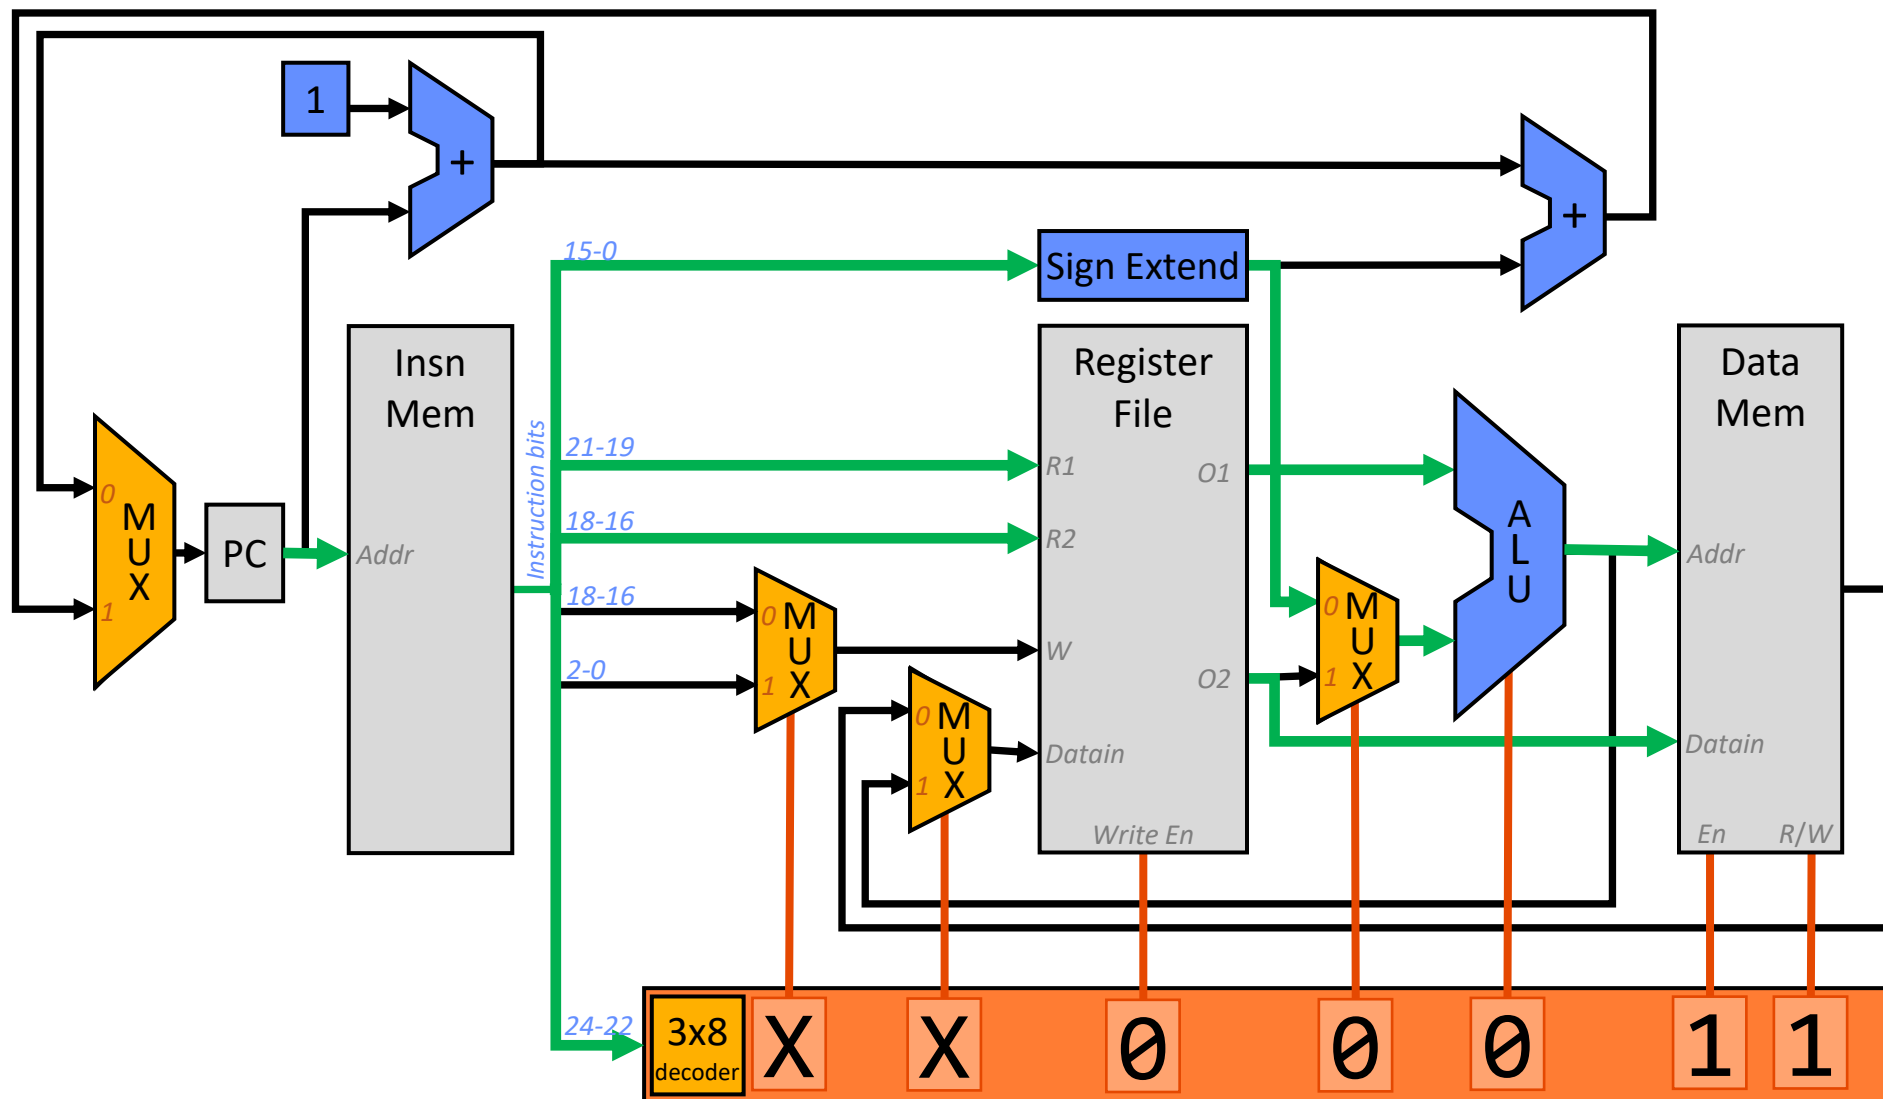 1
+
+
15-0
Sign Extend
Insn
Mem
Register
File
Data
Mem
Instruction bits
21-19
R1
O1
0
M
U
X
1
PC
Addr
18-16
R2
A
L
U
Addr
18-16
0
M
U
X
1
2-0
W
O2
0
M
U
X
1
0
M
U
X
1
Datain
Datain
Write En
En
R/W
24-22
3x8
decoder
X
X
0
0
0
1
1